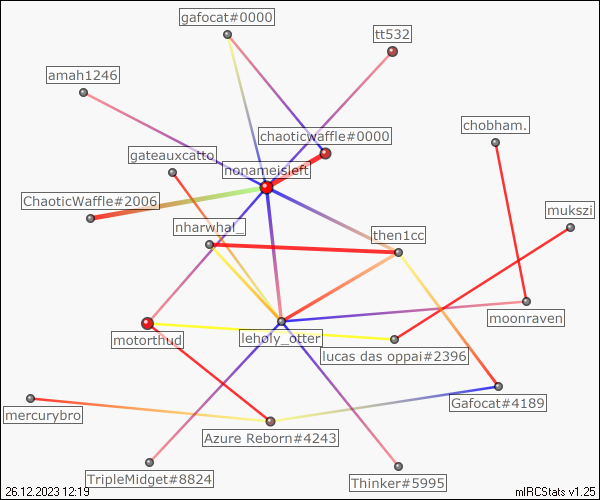 gafocat#0000
tt532
amah1246
chaoticwaffle#0000
chobham.
gateauxcatto
nonameisleft
ChaoticWaffle#2006
mukszi
nharwhal_
then1cc
moonraven
motorthud
leholy_otter
lucas das oppai#2396
Gafocat#4189
mercurybro
Azure Reborn#4243
TripleMidget#8824
Thinker#5995
26.12.2023 12:19
mIRCStats v1.25